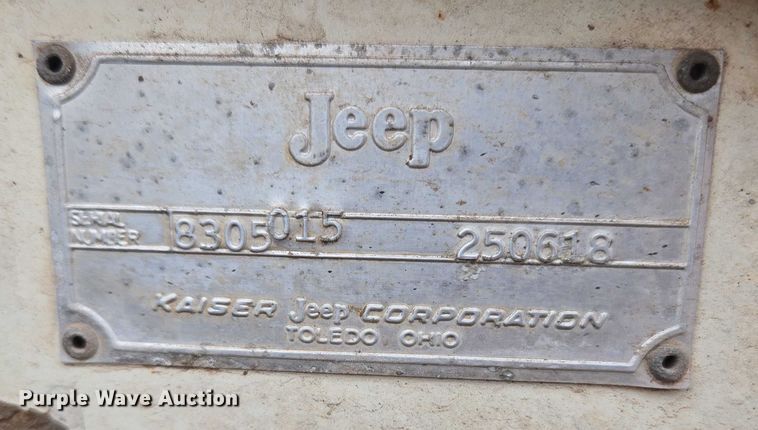 Jeep
SERIAL NUMBER 8305015 250618
KAISER Jeep CORPORATION
TOLEDO OHIO
Purple Wave Auction